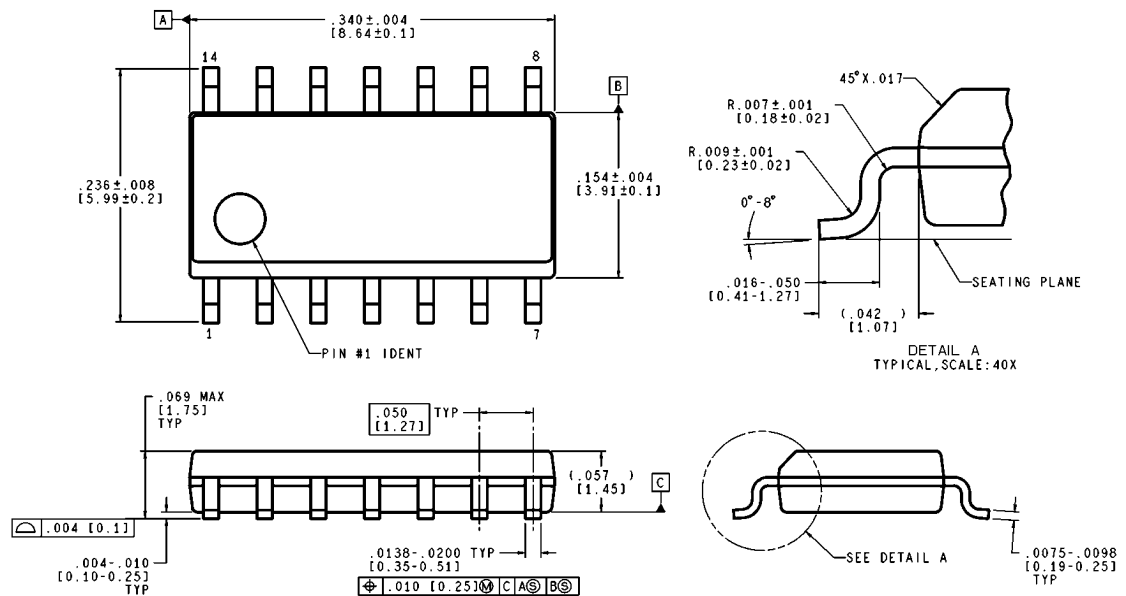 A
.340±.004
[8.64±0.1]
14
8
B
.236±.008
[5.99±0.2]
.154±.004
[3.91±0.1]
1
7
PIN #1 IDENT
45°X.017
R.007±.001
[0.18±0.02]
R.009±.001
[0.23±0.02]
0°-8°
SEATING PLANE
.016-.050
[0.41-1.27]
(.042 )
[1.07]
DETAIL A
TYPICAL,SCALE:40X
.069 MAX
[1.75]
TYP
.050 TYP
[1.27]
(.057 )
[1.45]
C
.004 [0.1]
.004-.010
[0.10-0.25]
TYP
.0138-.0200 TYP
[0.35-0.51]
⌖ .010 [0.25]Ⓜ C AⓈ BⓈ
SEE DETAIL A
.0075-.0098
[0.19-0.25]
TYP